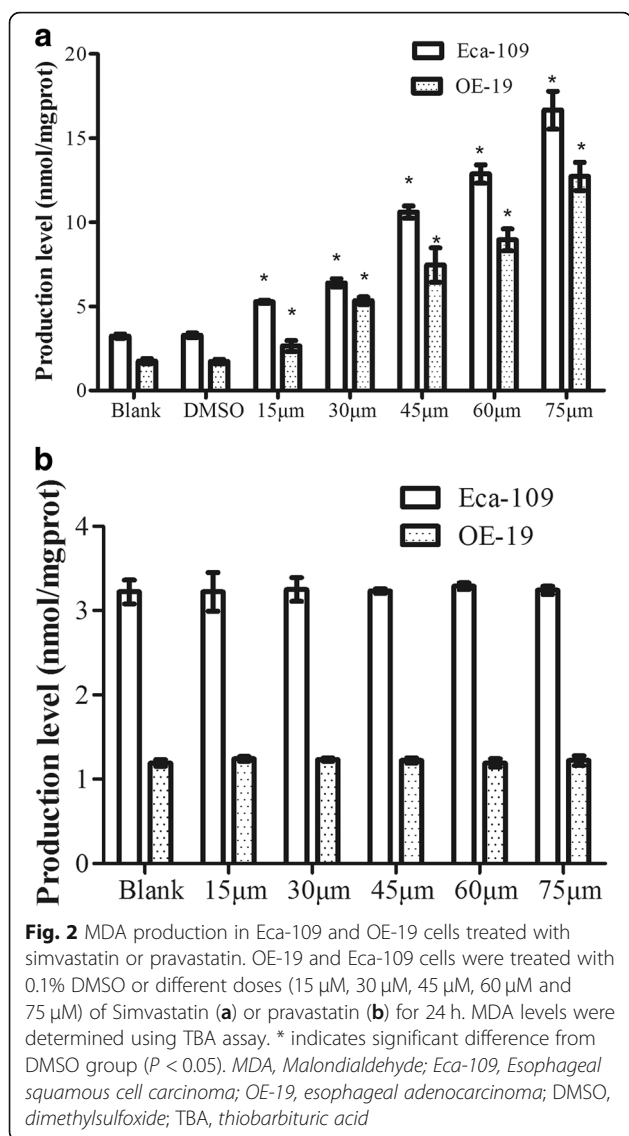 a
Production level (nmol/mgprot)
20
15
10
5
0
Eca-109
OE-19
* * * * * * * * * *
Blank DMSO 15μm 30μm 45μm 60μm 75μm
b
Production level (nmol/mgprot)
4
3
2
1
0
Eca-109
OE-19
Blank 15μm 30μm 45μm 60μm 75μm
Fig. 2 MDA production in Eca-109 and OE-19 cells treated with
simvastatin or pravastatin. OE-19 and Eca-109 cells were treated with
0.1% DMSO or different doses (15 μM, 30 μM, 45 μM, 60 μM and
75 μM) of Simvastatin (a) or pravastatin (b) for 24 h. MDA levels were
determined using TBA assay. * indicates significant difference from
DMSO group (P < 0.05). MDA, Malondialdehyde; Eca-109, Esophageal
squamous cell carcinoma; OE-19, esophageal adenocarcinoma; DMSO,
dimethylsulfoxide; TBA, thiobarbituric acid